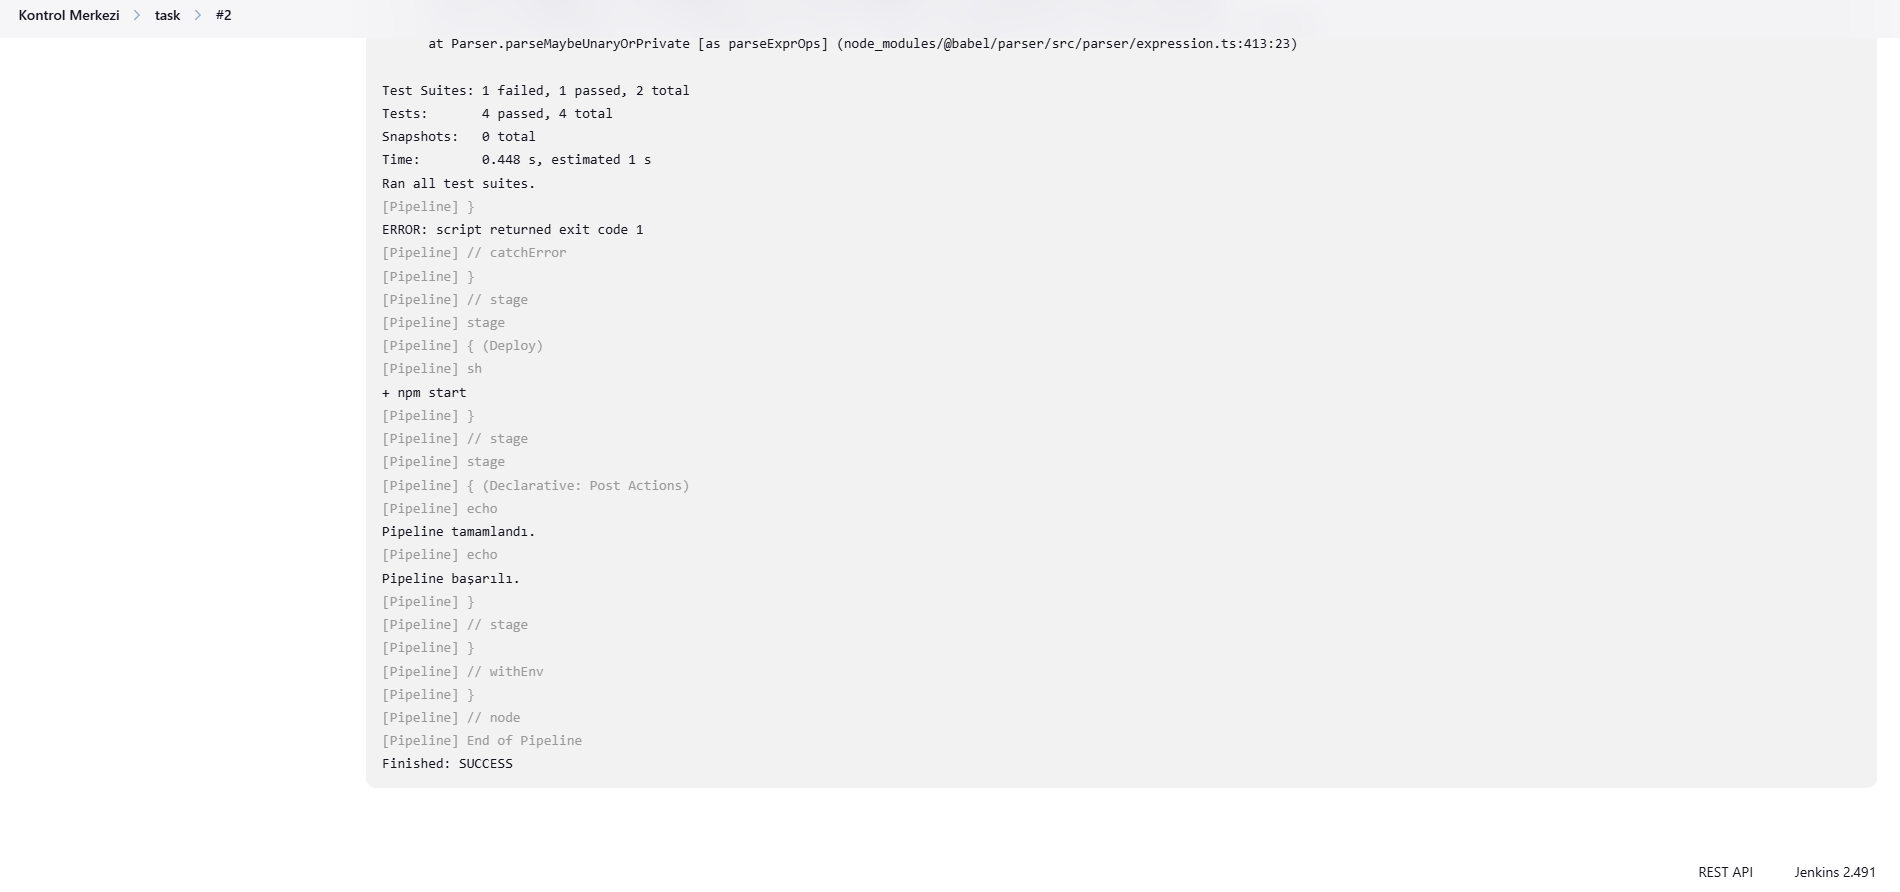 Kontrol Merkezi > task > #2
at Parser.parseMaybeUnaryOrPrivate [as parseExprOps] (node_modules/@babel/parser/src/parser/expression.ts:413:23)
Test Suites: 1 failed, 1 passed, 2 total
Tests:       4 passed, 4 total
Snapshots:   0 total
Time:        0.448 s, estimated 1 s
Ran all test suites.
[Pipeline] }
ERROR: script returned exit code 1
[Pipeline] // catchError
[Pipeline] }
[Pipeline] // stage
[Pipeline] stage
[Pipeline] { (Deploy)
[Pipeline] sh
+ npm start
[Pipeline] }
[Pipeline] // stage
[Pipeline] stage
[Pipeline] { (Declarative: Post Actions)
[Pipeline] echo
Pipeline tamamlandı.
[Pipeline] echo
Pipeline başarılı.
[Pipeline] }
[Pipeline] // stage
[Pipeline] }
[Pipeline] // withEnv
[Pipeline] }
[Pipeline] // node
[Pipeline] End of Pipeline
Finished: SUCCESS
REST API Jenkins 2.491